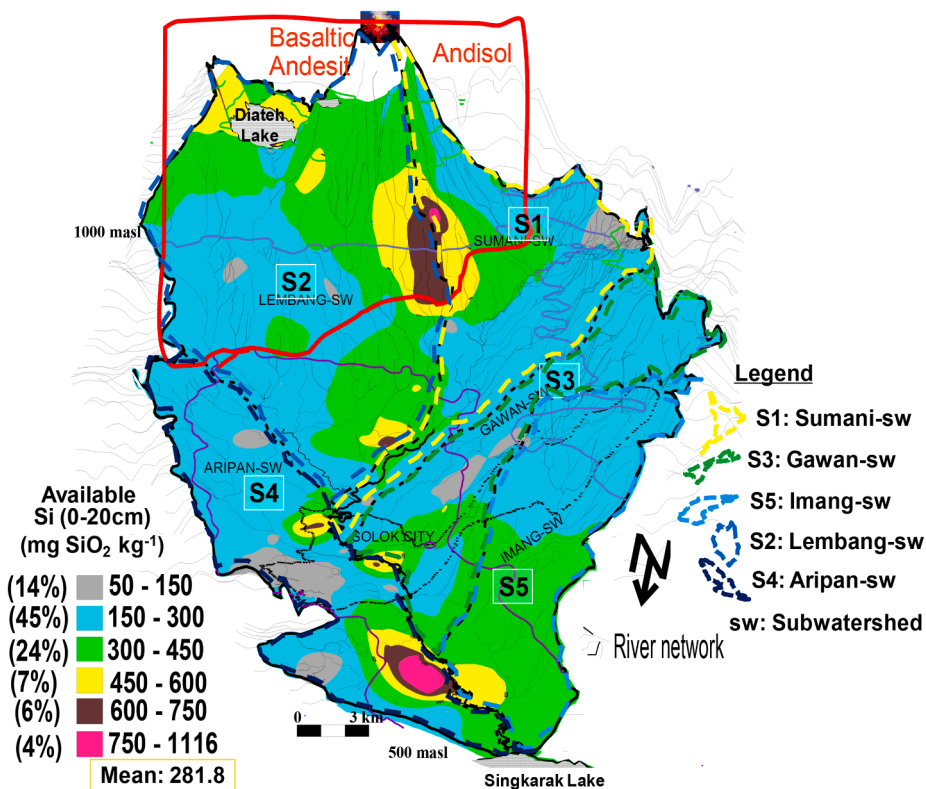 Basaltic
Andesit
Andisol
Diateh
Lake
1000 masl
S1
SUMANI-SW
S2
LEMBANG-SW
S3
GAWAN-SW
Legend
S1: Sumani-sw
S3: Gawan-sw
S5: Imang-sw
S2: Lembang-sw
S4: Aripan-sw
sw: Subwatershed
River network
ARIPAN-SW
S4
SOLOK CITY
IMANG-SW
S5
N
Available
Si (0-20cm)
(mg SiO₂ kg⁻¹)
(14%) 50 - 150
(45%) 150 - 300
(24%) 300 - 450
(7%) 450 - 600
(6%) 600 - 750
(4%) 750 - 1116
Mean: 281.8
0 3 km
500 masl
Singkarak Lake